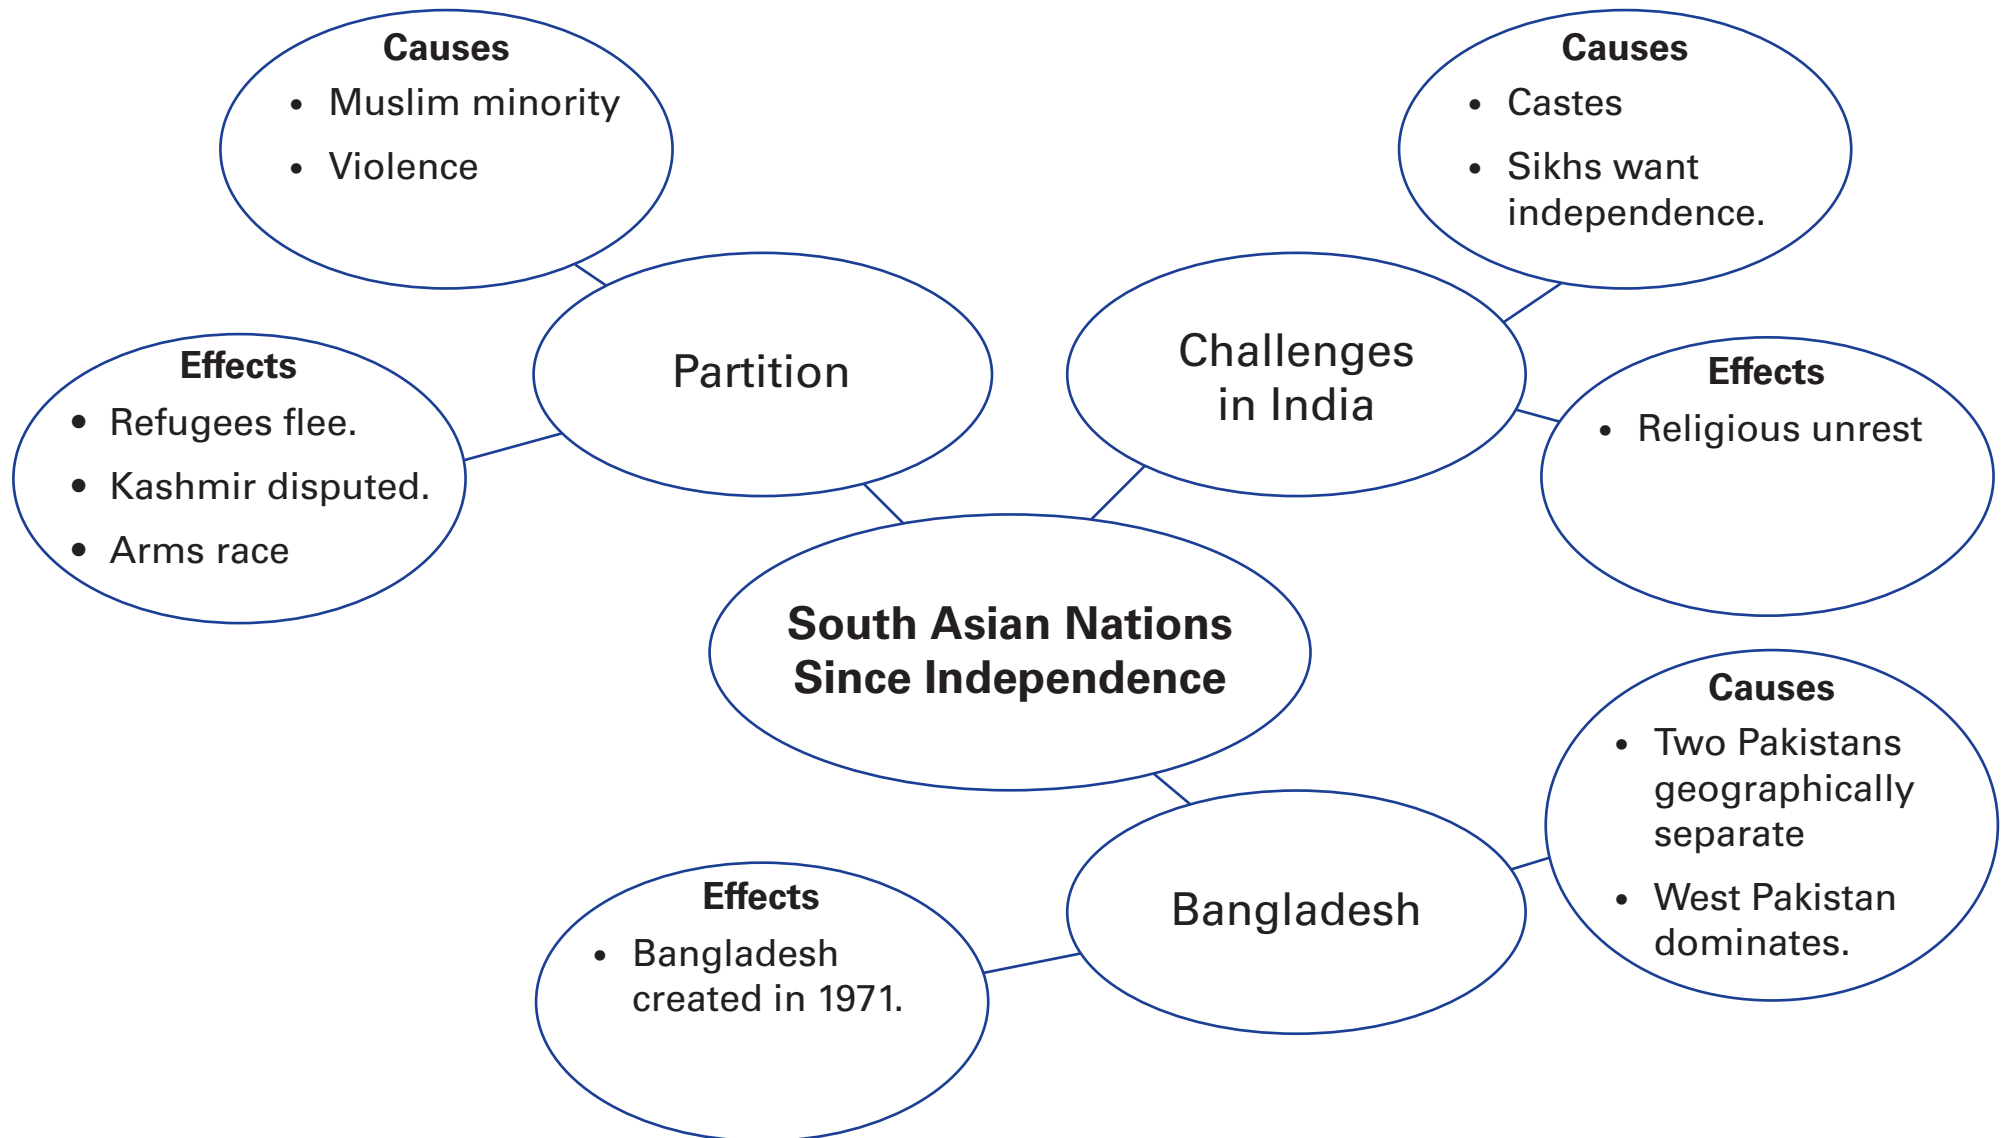 Causes
• Muslim minority
• Violence
Effects
• Refugees flee.
• Kashmir disputed.
• Arms race
Partition
Causes
• Castes
• Sikhs want
independence.
Challenges
in India
Effects
• Religious unrest
South Asian Nations
Since Independence
Causes
• Two Pakistans
geographically
separate
• West Pakistan
dominates.
Bangladesh
Effects
• Bangladesh
created in 1971.